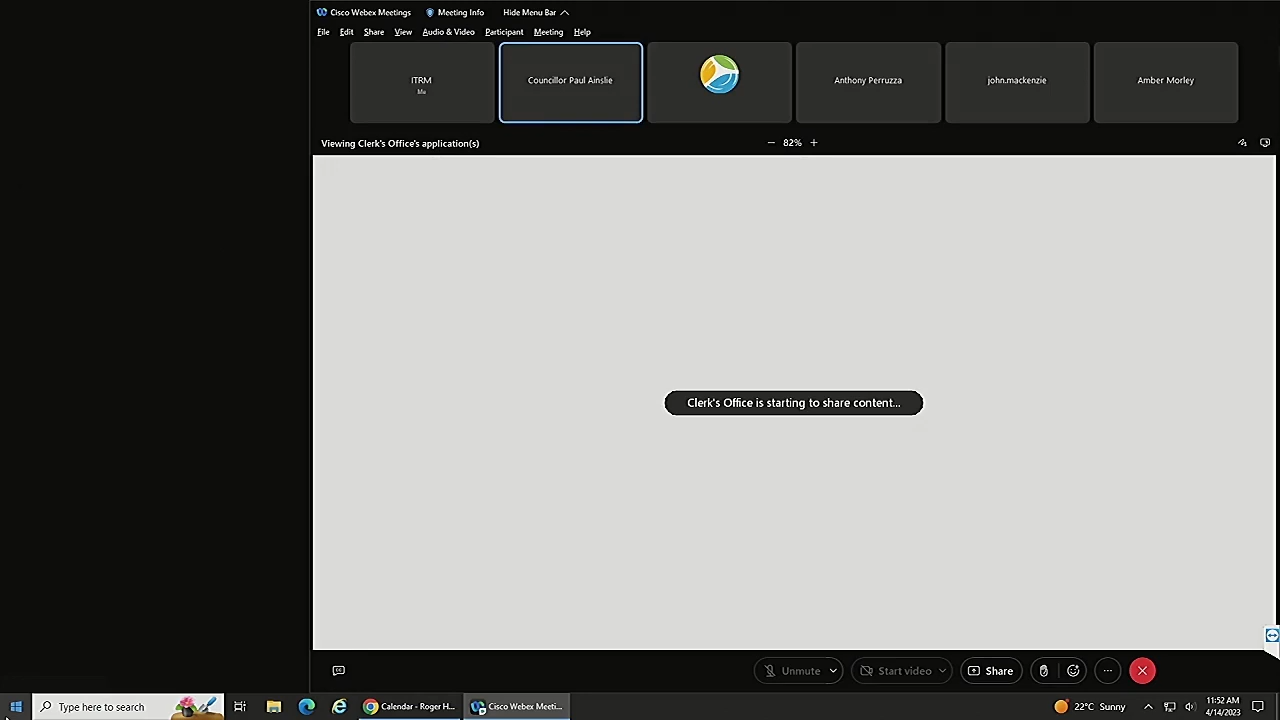 Cisco Webex Meetings Meeting Info Hide Menu Bar
File Edit Share View Audio & Video Participant Meeting Help
ITRM
Me
Councillor Paul Ainslie
Anthony Perruzza
john.mackenzie
Amber Morley
Viewing Clerk's Office's application(s)
82%
Clerk's Office is starting to share content...
Unmute Start video Share
Type here to search
Calendar - Roger H...
Cisco Webex Meeti...
22°C Sunny
11:52 AM
4/14/2023